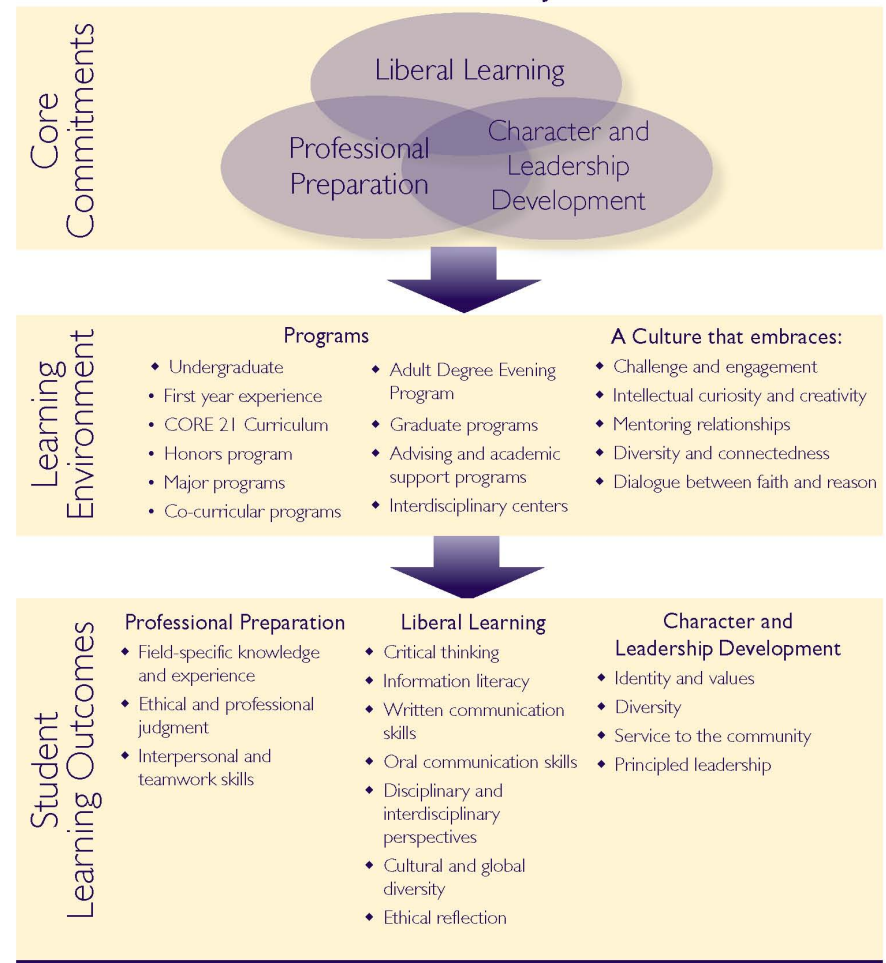 Core
Commitments
Liberal Learning
Professional
Preparation
Character and
Leadership
Development
Learning
Environment
Programs
◆ Undergraduate
• First year experience
• CORE 21 Curriculum
• Honors program
• Major programs
• Co-curricular programs
◆ Adult Degree Evening
Program
◆ Graduate programs
◆ Advising and academic
support programs
◆ Interdisciplinary centers
A Culture that embraces:
◆ Challenge and engagement
◆ Intellectual curiosity and creativity
◆ Mentoring relationships
◆ Diversity and connectedness
◆ Dialogue between faith and reason
Student
Learning Outcomes
Professional Preparation
◆ Field-specific knowledge
and experience
◆ Ethical and professional
judgment
◆ Interpersonal and
teamwork skills
Liberal Learning
◆ Critical thinking
◆ Information literacy
◆ Written communication
skills
◆ Oral communication skills
◆ Disciplinary and
interdisciplinary
perspectives
◆ Cultural and global
diversity
◆ Ethical reflection
Character and
Leadership Development
◆ Identity and values
◆ Diversity
◆ Service to the community
◆ Principled leadership